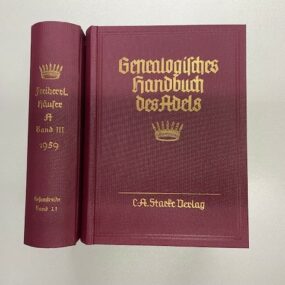 Freiherrl.
Häuser
A
Band III
1959
Gesamtreihe
Band 21
Genealogisches
Handbuch
des Adels
C.A. Starke Verlag